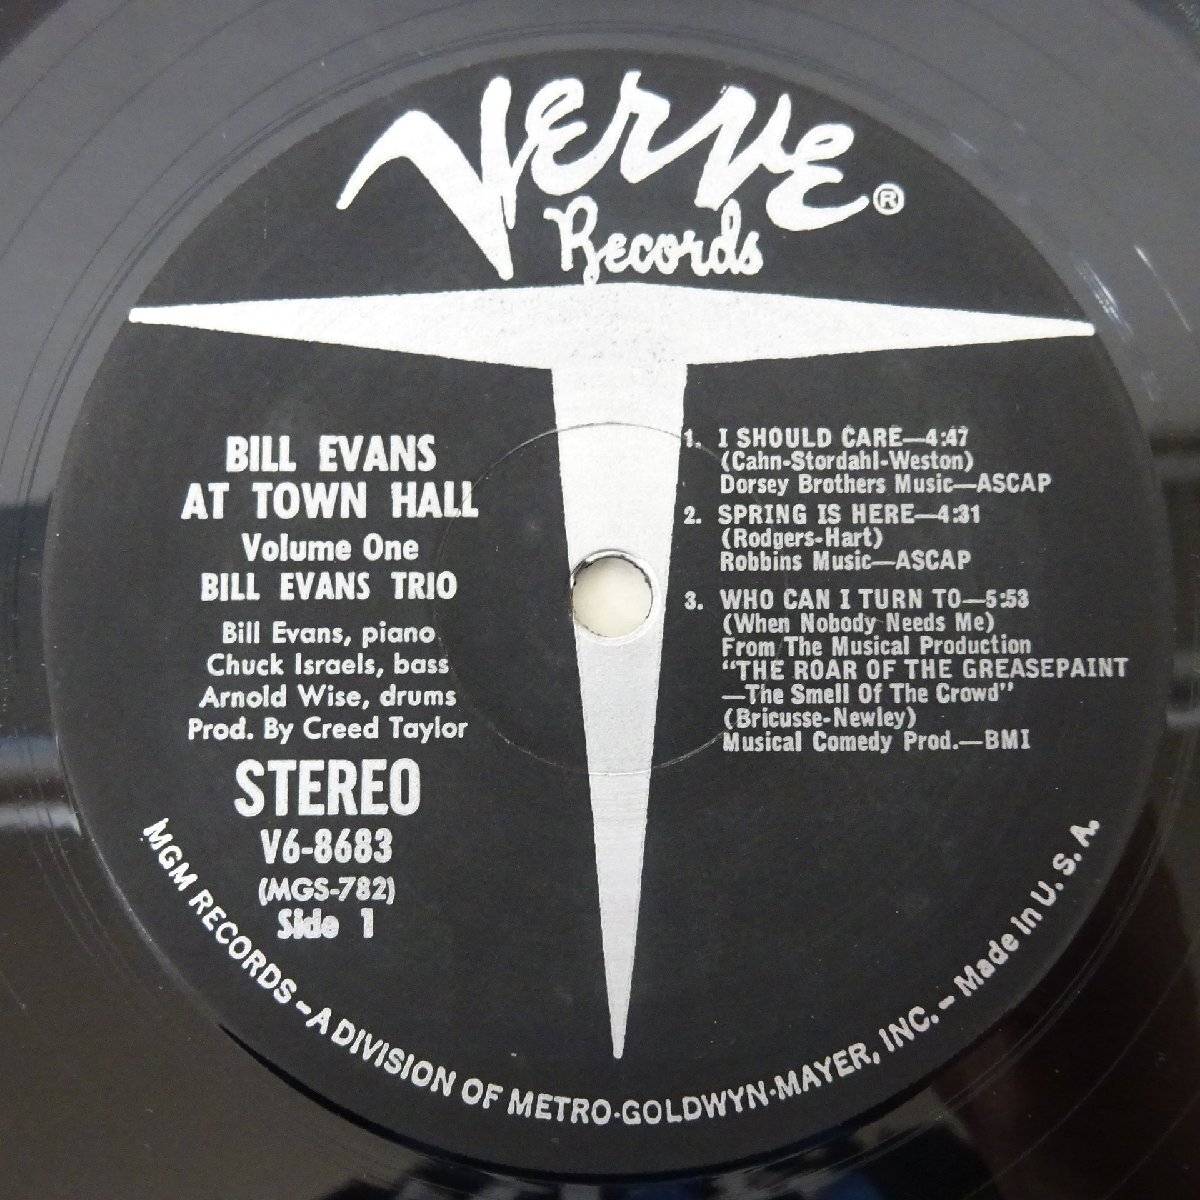 Verve ®
Records
BILL EVANS
AT TOWN HALL
Volume One
BILL EVANS TRIO
Bill Evans, piano
Chuck Israels, bass
Arnold Wise, drums
Prod. By Creed Taylor
STEREO
V6-8683
(MGS-782)
Side 1
1. I SHOULD CARE—4:47
(Cahn-Stordahl-Weston)
Dorsey Brothers Music—ASCAP
2. SPRING IS HERE—4:31
(Rodgers-Hart)
Robbins Music—ASCAP
3. WHO CAN I TURN TO—5:53
(When Nobody Needs Me)
From The Musical Production
"THE ROAR OF THE GREASEPAINT
—The Smell Of The Crowd"
(Bricusse-Newley)
Musical Comedy Prod.—BMI
MGM RECORDS – A DIVISION OF METRO-GOLDWYN-MAYER, INC. – Made in U. S. A.